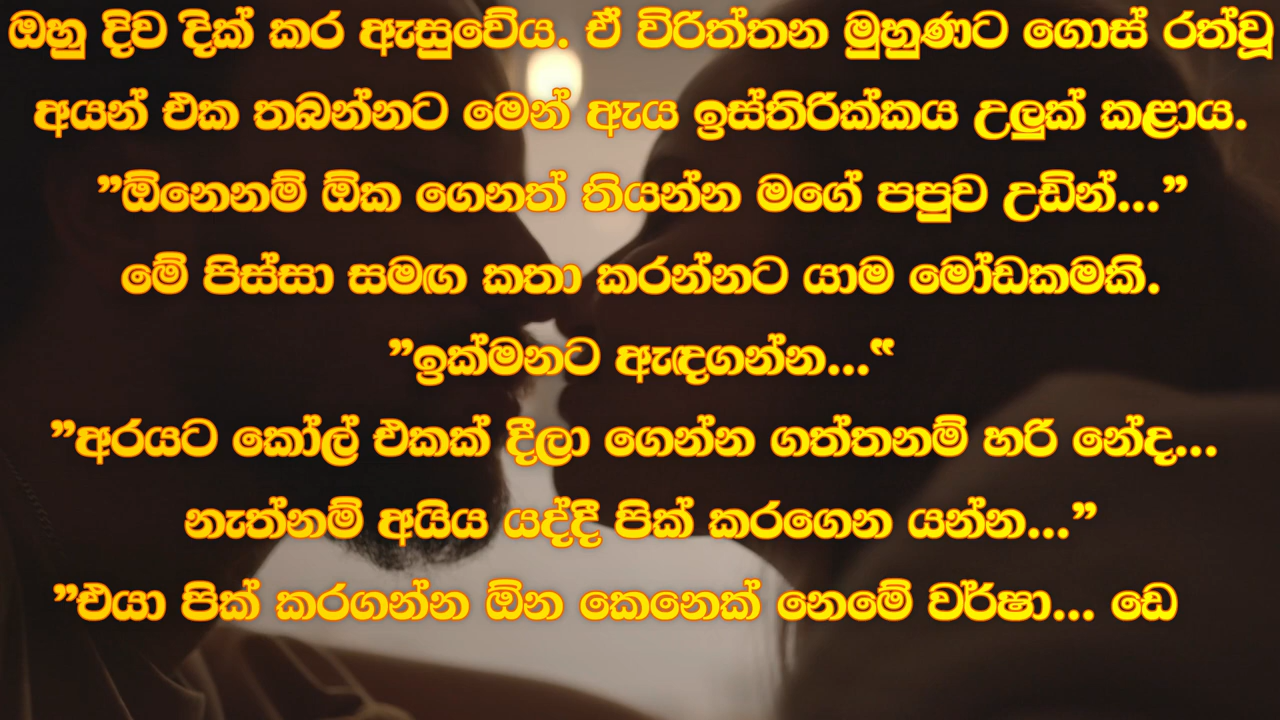 ඔහු දිව දික් කර ඇසුවේය. ඒ විරිත්තන මුහුණට ගොස් රත්වූ
අයන් එක තබන්නට මෙන් ඇය ඉස්තිරික්කය උලුක් කළාය.
”ඕනෙනම් ඕක ගෙනත් තියන්න මගේ පපුව උඩින්...”
මේ පිස්සා සමඟ කතා කරන්නට යාම මෝඩකමකි.
”ඉක්මනට ඇඳගන්න...“
”අරයට කෝල් එකක් දීලා ගෙන්න ගත්තනම් හරි නේද...
නැත්නම් අයිය යද්දී පික් කරගෙන යන්න...”
”එයා පික් කරගන්න ඕන කෙනෙක් නෙමේ වර්ෂා... ඩෙ